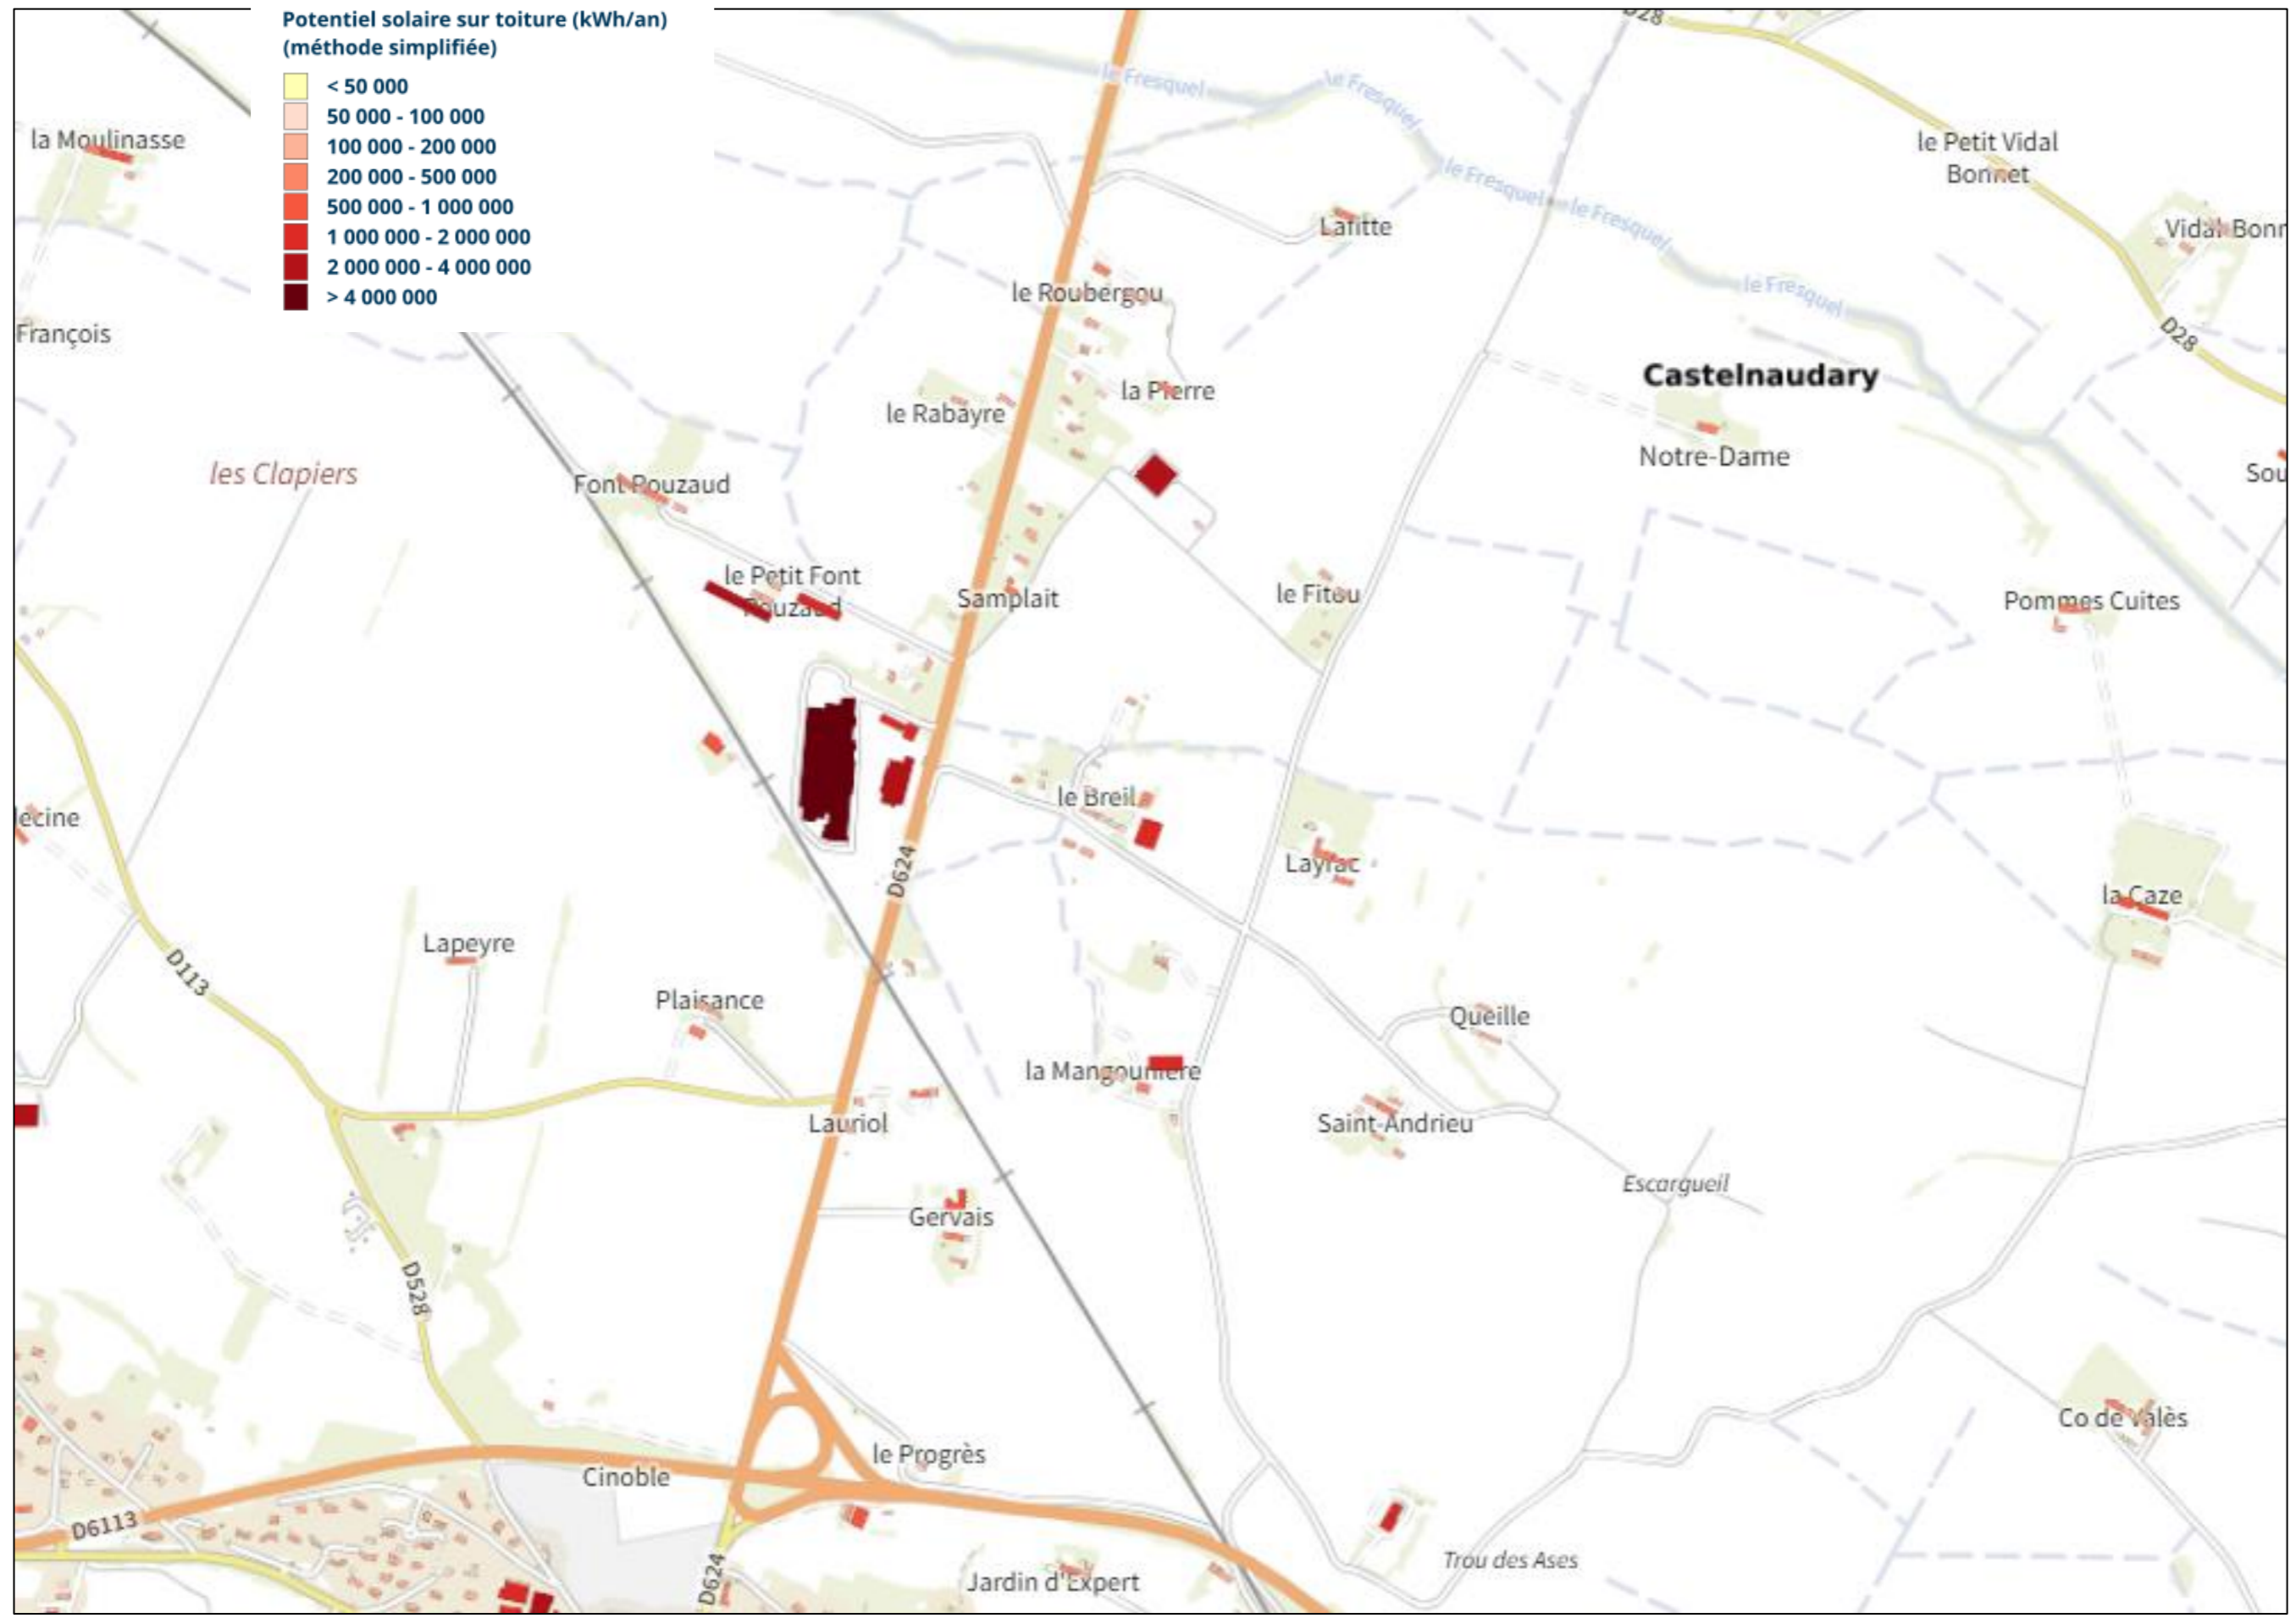 Potentiel solaire sur toiture (kWh/an)
(méthode simplifiée)
< 50 000
50 000 - 100 000
100 000 - 200 000
200 000 - 500 000
500 000 - 1 000 000
1 000 000 - 2 000 000
2 000 000 - 4 000 000
> 4 000 000
D28
le Fresquel
le Fresquel
la Moulinasse
le Petit Vidal
Bonnet
le Fresquel
le Fresquel
Lafitte
Vidal Bonn
le Roubergou
le Fresquel
François
D28
Castelnaudary
la Pierre
le Rabayre
Notre-Dame
les Clapiers
Sou
Font Pouzaud
le Petit Font
Pouzaud
Samplait
le Fitou
Pommes Cuites
le Breil
lecine
D624
Layrac
la Caze
Lapeyre
D113
Plaisance
Queille
la Mangounière
Lauriol
Saint-Andrieu
Escargueil
Gervais
D528
Co de Valès
le Progrès
Cinoble
D6113
D624
Jardin d'Expert
Trou des Ases